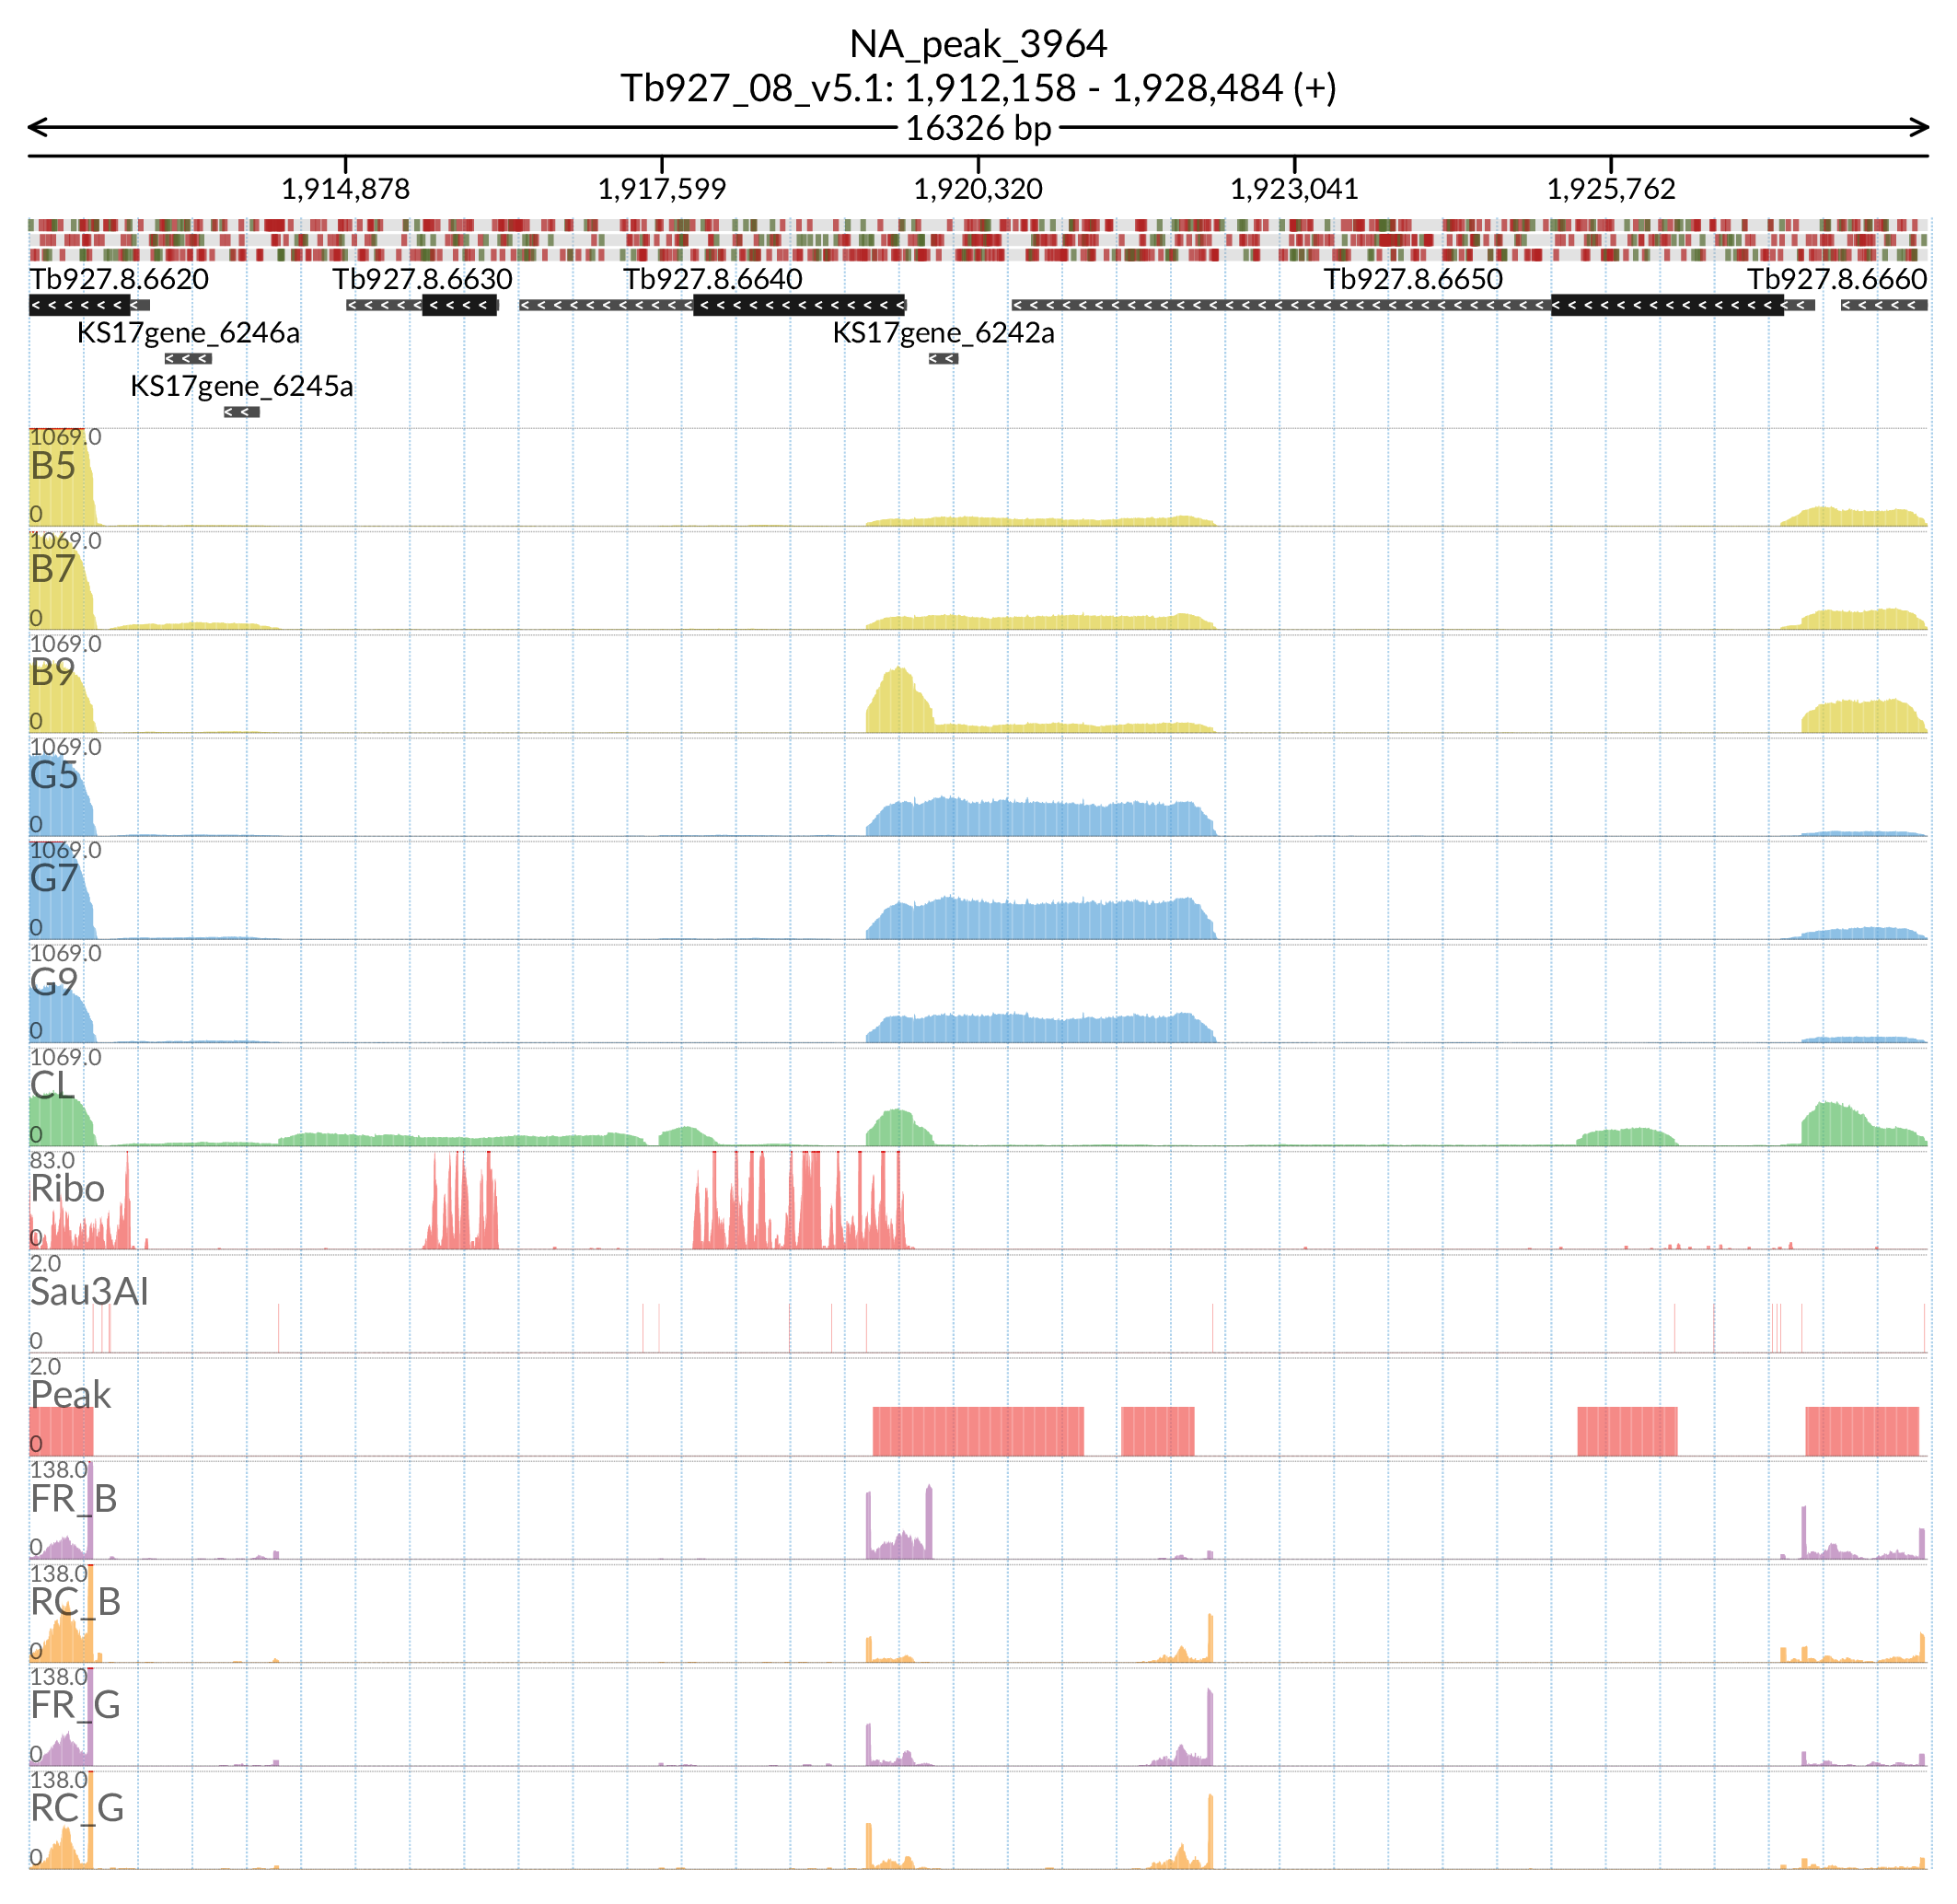 NA_peak_3964
Tb927_08_v5.1: 1,912,158 - 1,928,484 (+)
16326 bp
1,914,878 1,917,599 1,920,320 1,923,041 1,925,762
Tb927.8.6620 Tb927.8.6630 Tb927.8.6640 Tb927.8.6650 Tb927.8.6660
KS17gene_6246a KS17gene_6242a
KS17gene_6245a
1069.0
B5
0
1069.0
B7
0
1069.0
B9
0
1069.0
G5
0
1069.0
G7
0
1069.0
G9
0
1069.0
CL
0
83.0
Ribo
0
2.0
Sau3AI
0
2.0
Peak
0
138.0
FR_B
0
138.0
RC_B
0
138.0
FR_G
0
138.0
RC_G
0